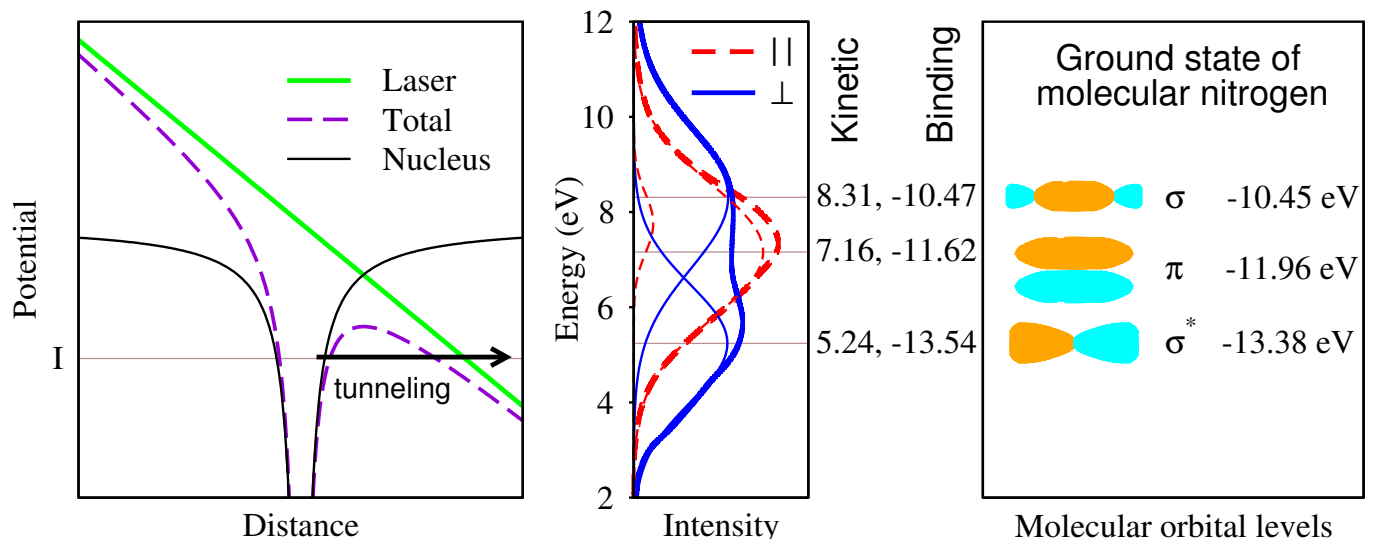 Potential
I
Laser
Total
Nucleus
tunneling
Distance
Energy (eV)
12
10
8
6
4
2
||
⊥
Intensity
Kinetic
Binding
8.31, -10.47
7.16, -11.62
5.24, -13.54
Ground state of
molecular nitrogen
σ -10.45 eV
π -11.96 eV
σ* -13.38 eV
Molecular orbital levels